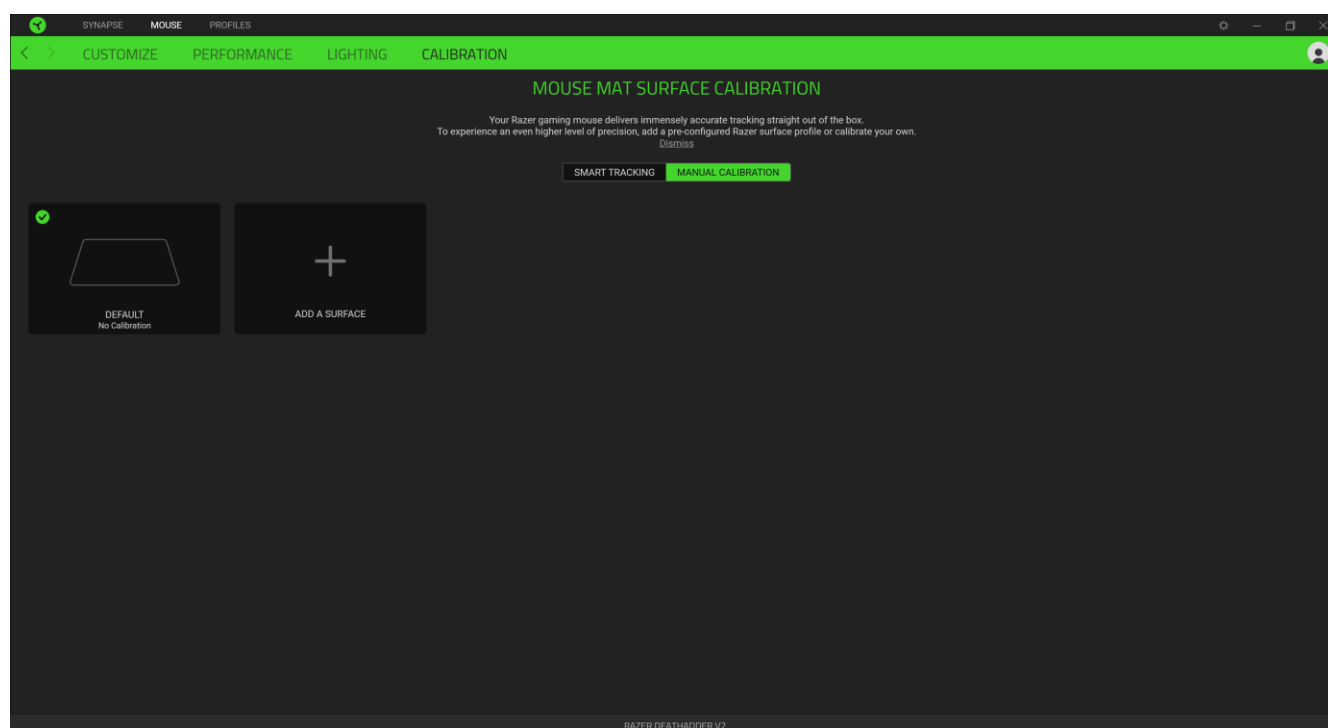 SYNAPSE MOUSE PROFILES
CUSTOMIZE PERFORMANCE LIGHTING CALIBRATION
MOUSE MAT SURFACE CALIBRATION
Your Razer gaming mouse delivers immensely accurate tracking straight out of the box.
To experience an even higher level of precision, add a pre-configured Razer surface profile or calibrate your own.
Dismiss
SMART TRACKING MANUAL CALIBRATION
DEFAULT
No Calibration
ADD A SURFACE
RAZER DEATHADDER V2